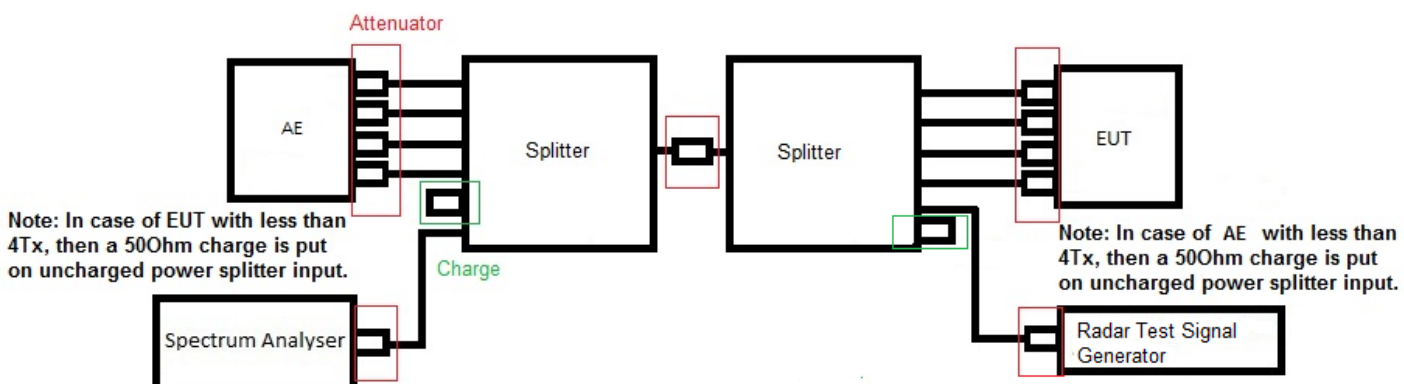 Attenuator
AE
Splitter
Splitter
EUT
Note: In case of EUT with less than
4Tx, then a 50Ohm charge is put
on uncharged power splitter input.
Charge
Note: In case of AE with less than
4Tx, then a 50Ohm charge is put
on uncharged power splitter input.
Spectrum Analyser
Radar Test Signal
Generator